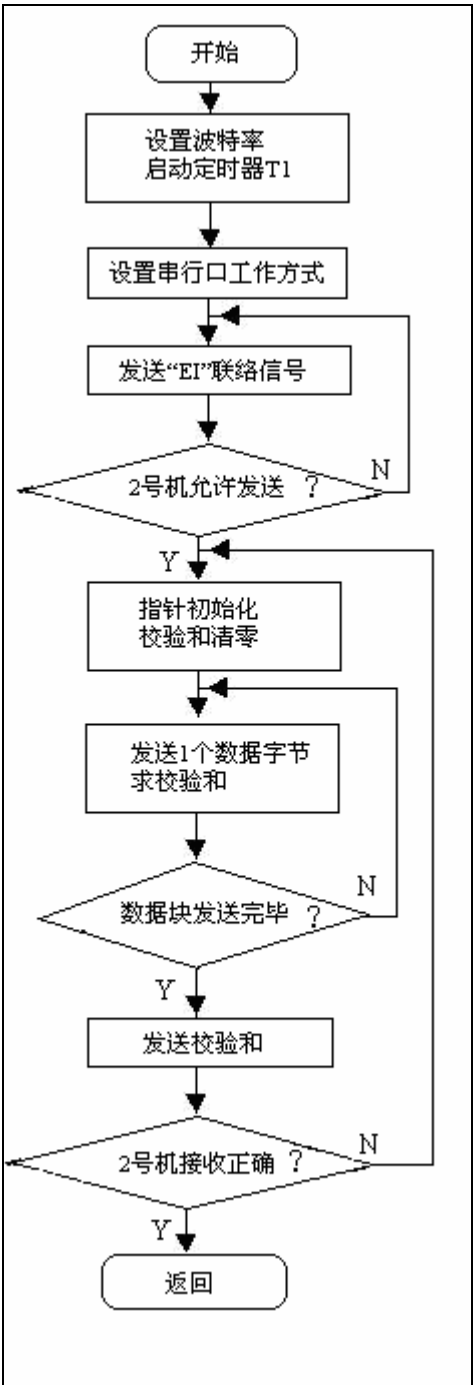 开始
设置波特率
启动定时器T1
设置串行口工作方式
发送“EI”联络信号
2号机允许发送 ?
N
Y
指针初始化
校验和清零
发送1个数据字节
求校验和
数据块发送完毕 ?
N
Y
发送校验和
2号机接收正确 ?
N
Y
返回